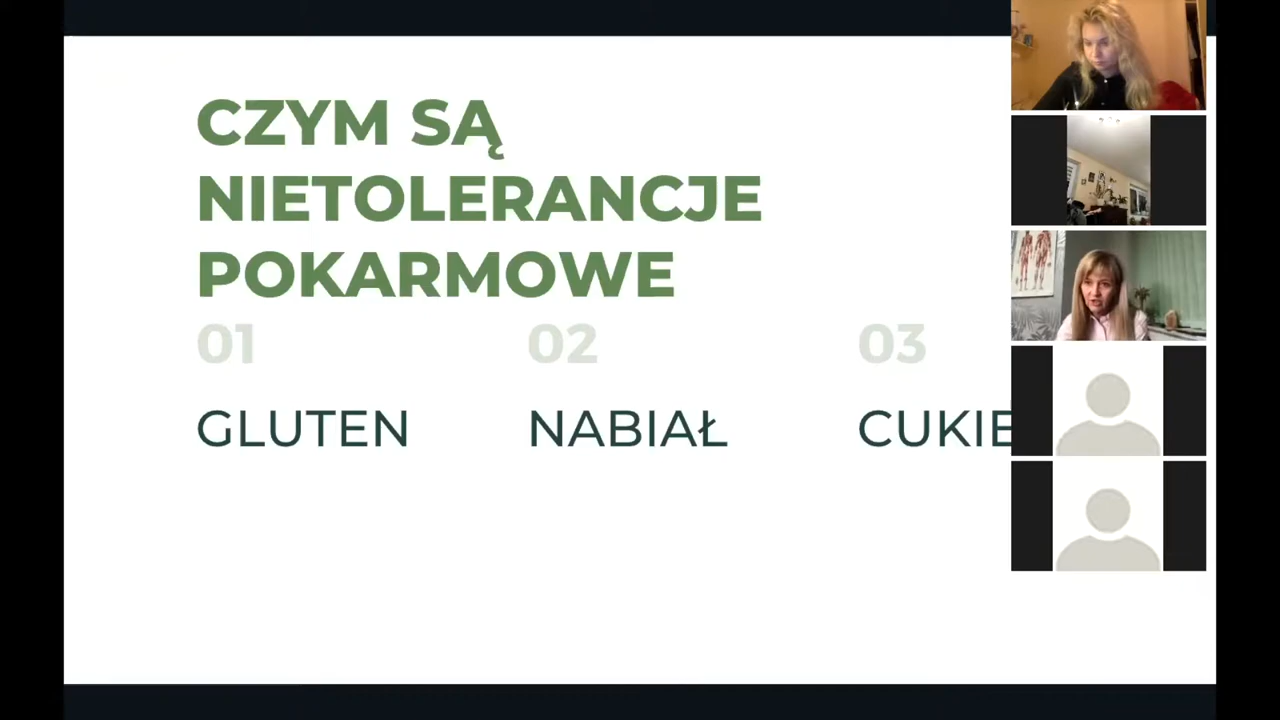 CZYM SĄ
NIETOLERANCJE
POKARMOWE
01 02 03
GLUTEN NABIAŁ CUKIE